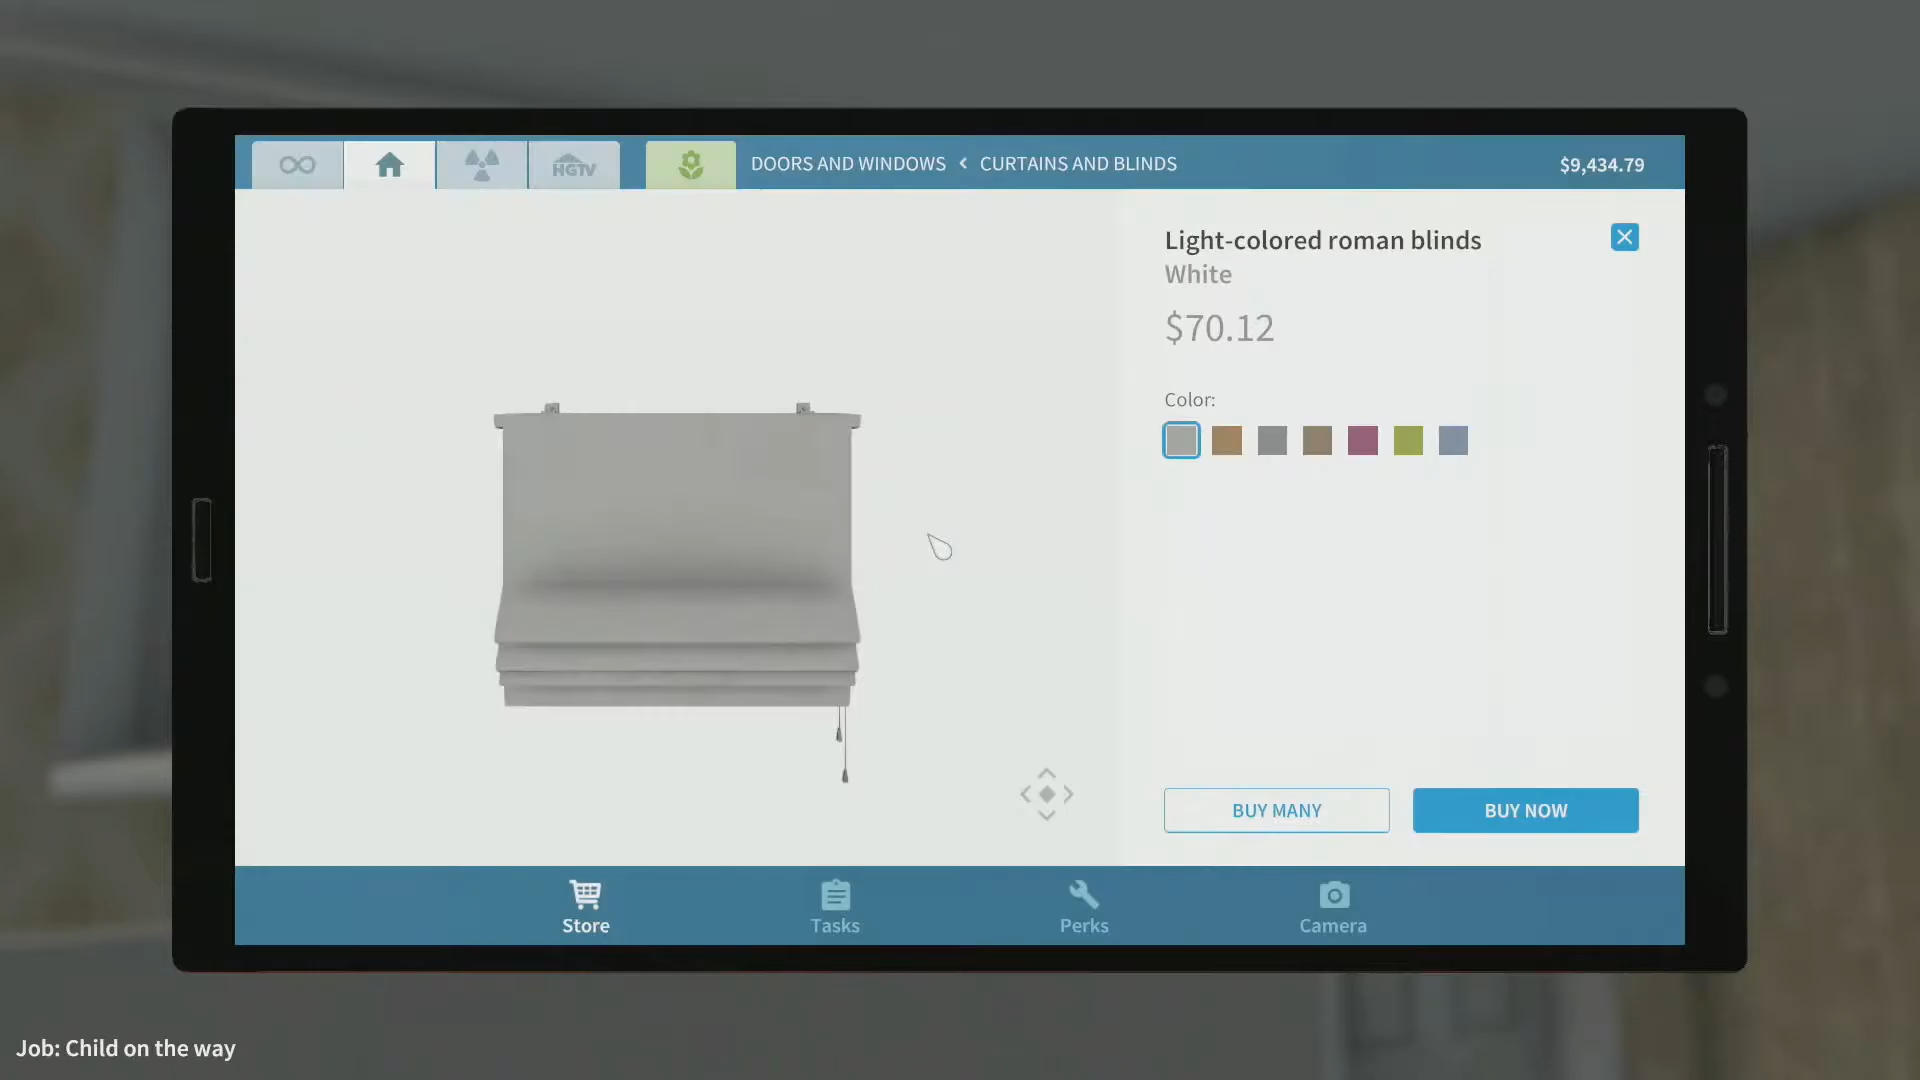 HGTV
DOORS AND WINDOWS < CURTAINS AND BLINDS
$9,434.79
Light-colored roman blinds
White
$70.12
Color:
BUY MANY
BUY NOW
Store
Tasks
Perks
Camera
Job: Child on the way